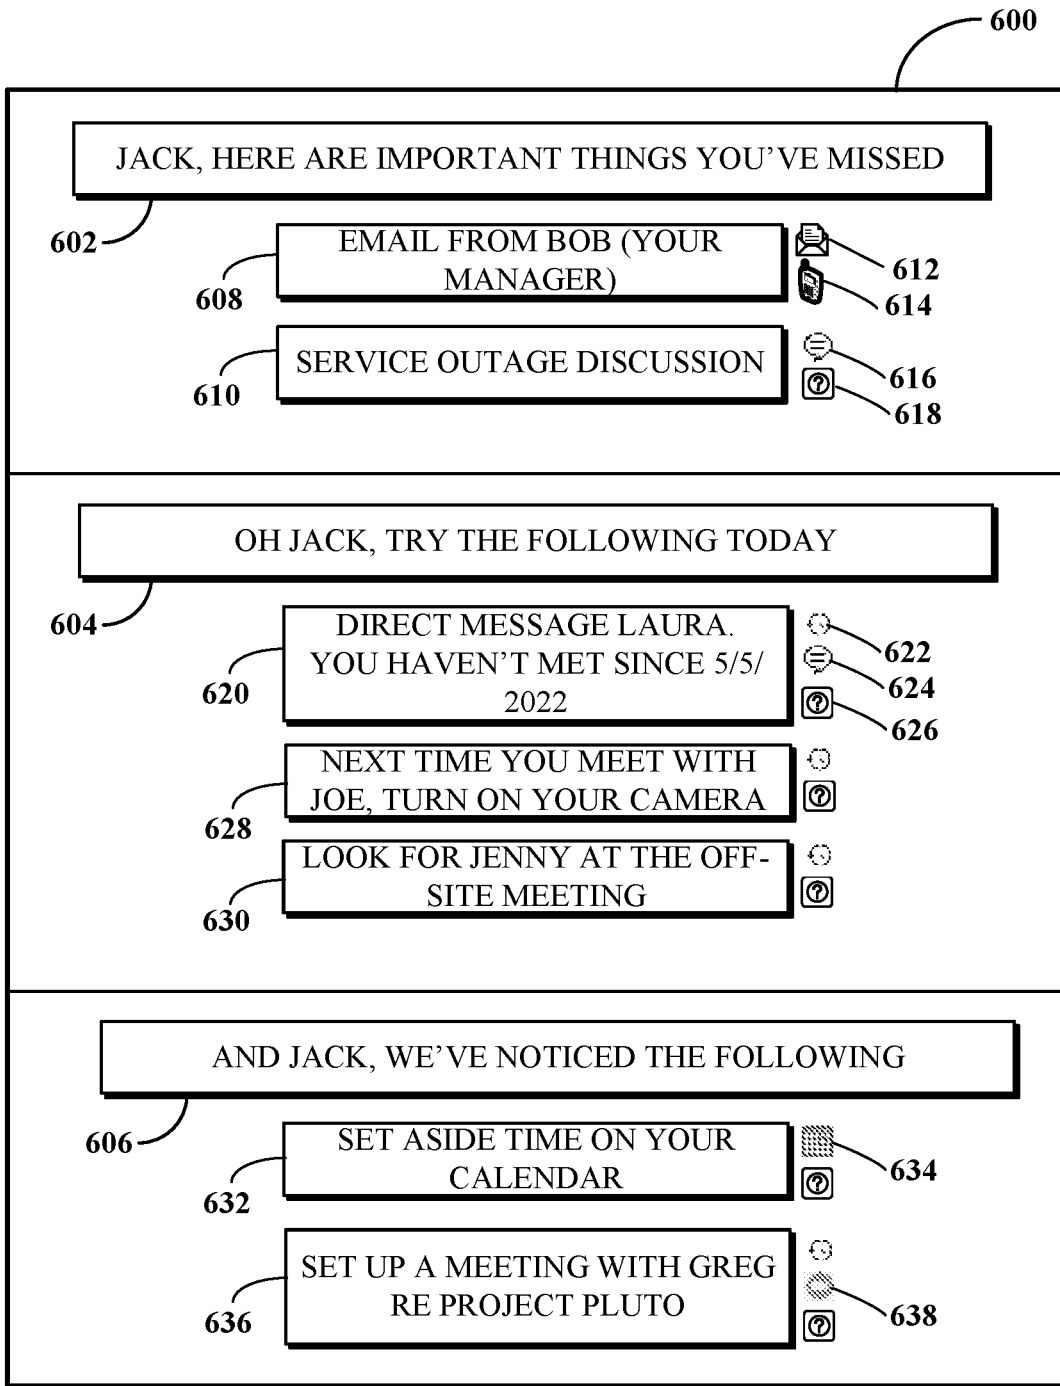 600
JACK, HERE ARE IMPORTANT THINGS YOU'VE MISSED
602
EMAIL FROM BOB (YOUR
MANAGER)
608
612
614
SERVICE OUTAGE DISCUSSION
610
616
618
OH JACK, TRY THE FOLLOWING TODAY
604
DIRECT MESSAGE LAURA.
YOU HAVEN'T MET SINCE 5/5/
2022
620
622
624
626
NEXT TIME YOU MEET WITH
JOE, TURN ON YOUR CAMERA
628
LOOK FOR JENNY AT THE OFF-
SITE MEETING
630
AND JACK, WE'VE NOTICED THE FOLLOWING
606
SET ASIDE TIME ON YOUR
CALENDAR
632
634
SET UP A MEETING WITH GREG
RE PROJECT PLUTO
636
638